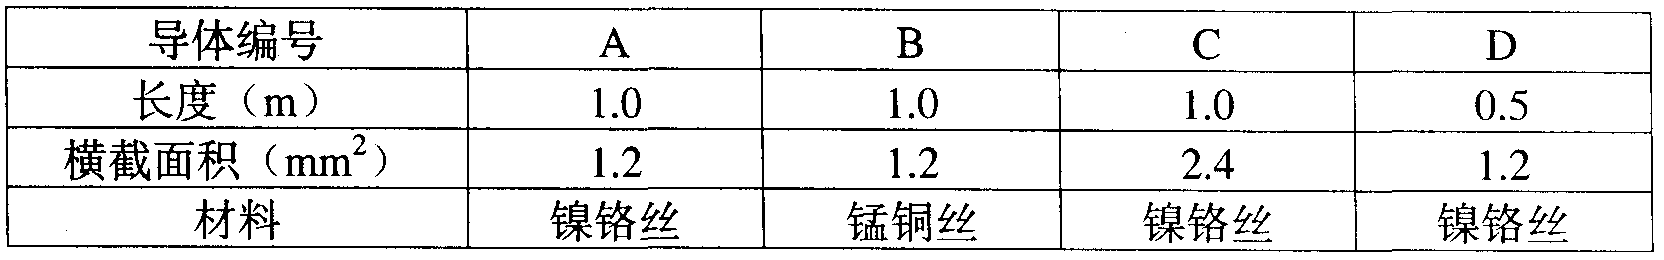 导体编号 A B C D
长度（m） 1.0 1.0 1.0 0.5
横截面积（mm²） 1.2 1.2 2.4 1.2
材料 镍铬丝 锰铜丝 镍铬丝 镍铬丝